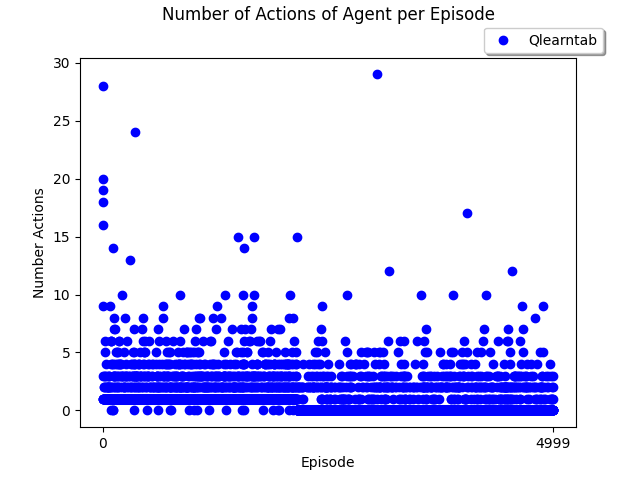 Number of Actions of Agent per Episode
Qlearntab
30
25
20
15
10
5
0
Number Actions
0
4999
Episode